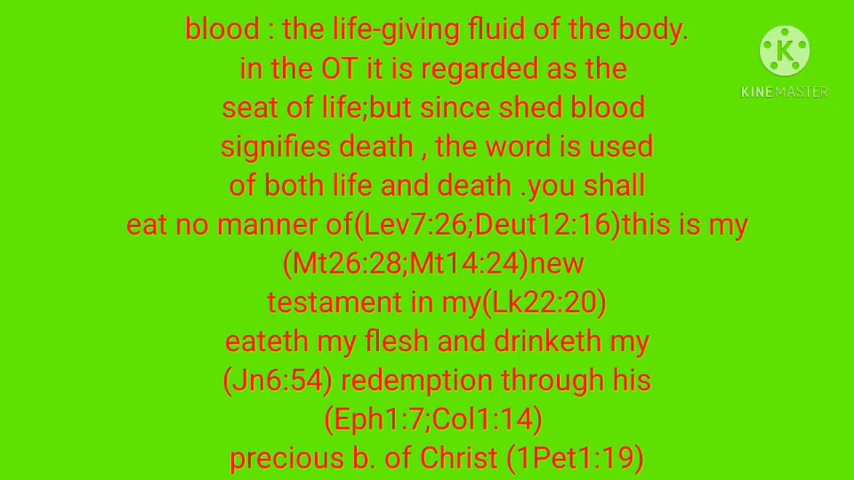 blood : the life-giving fluid of the body.
in the OT it is regarded as the
seat of life;but since shed blood
signifies death , the word is used
of both life and death .you shall
eat no manner of(Lev7:26;Deut12:16)this is my
(Mt26:28;Mt14:24)new
testament in my(Lk22:20)
eateth my flesh and drinketh my
(Jn6:54) redemption through his
(Eph1:7;Col1:14)
precious b. of Christ (1Pet1:19)
K
KINEMASTER